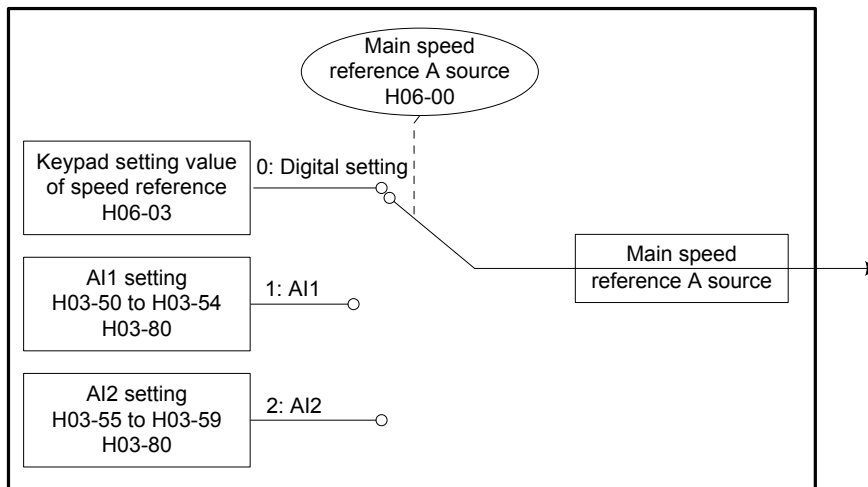 Main speed
reference A source
H06-00
Keypad setting value
of speed reference
H06-03
0: Digital setting
AI1 setting
H03-50 to H03-54
H03-80
1: AI1
Main speed
reference A source
AI2 setting
H03-55 to H03-59
H03-80
2: AI2